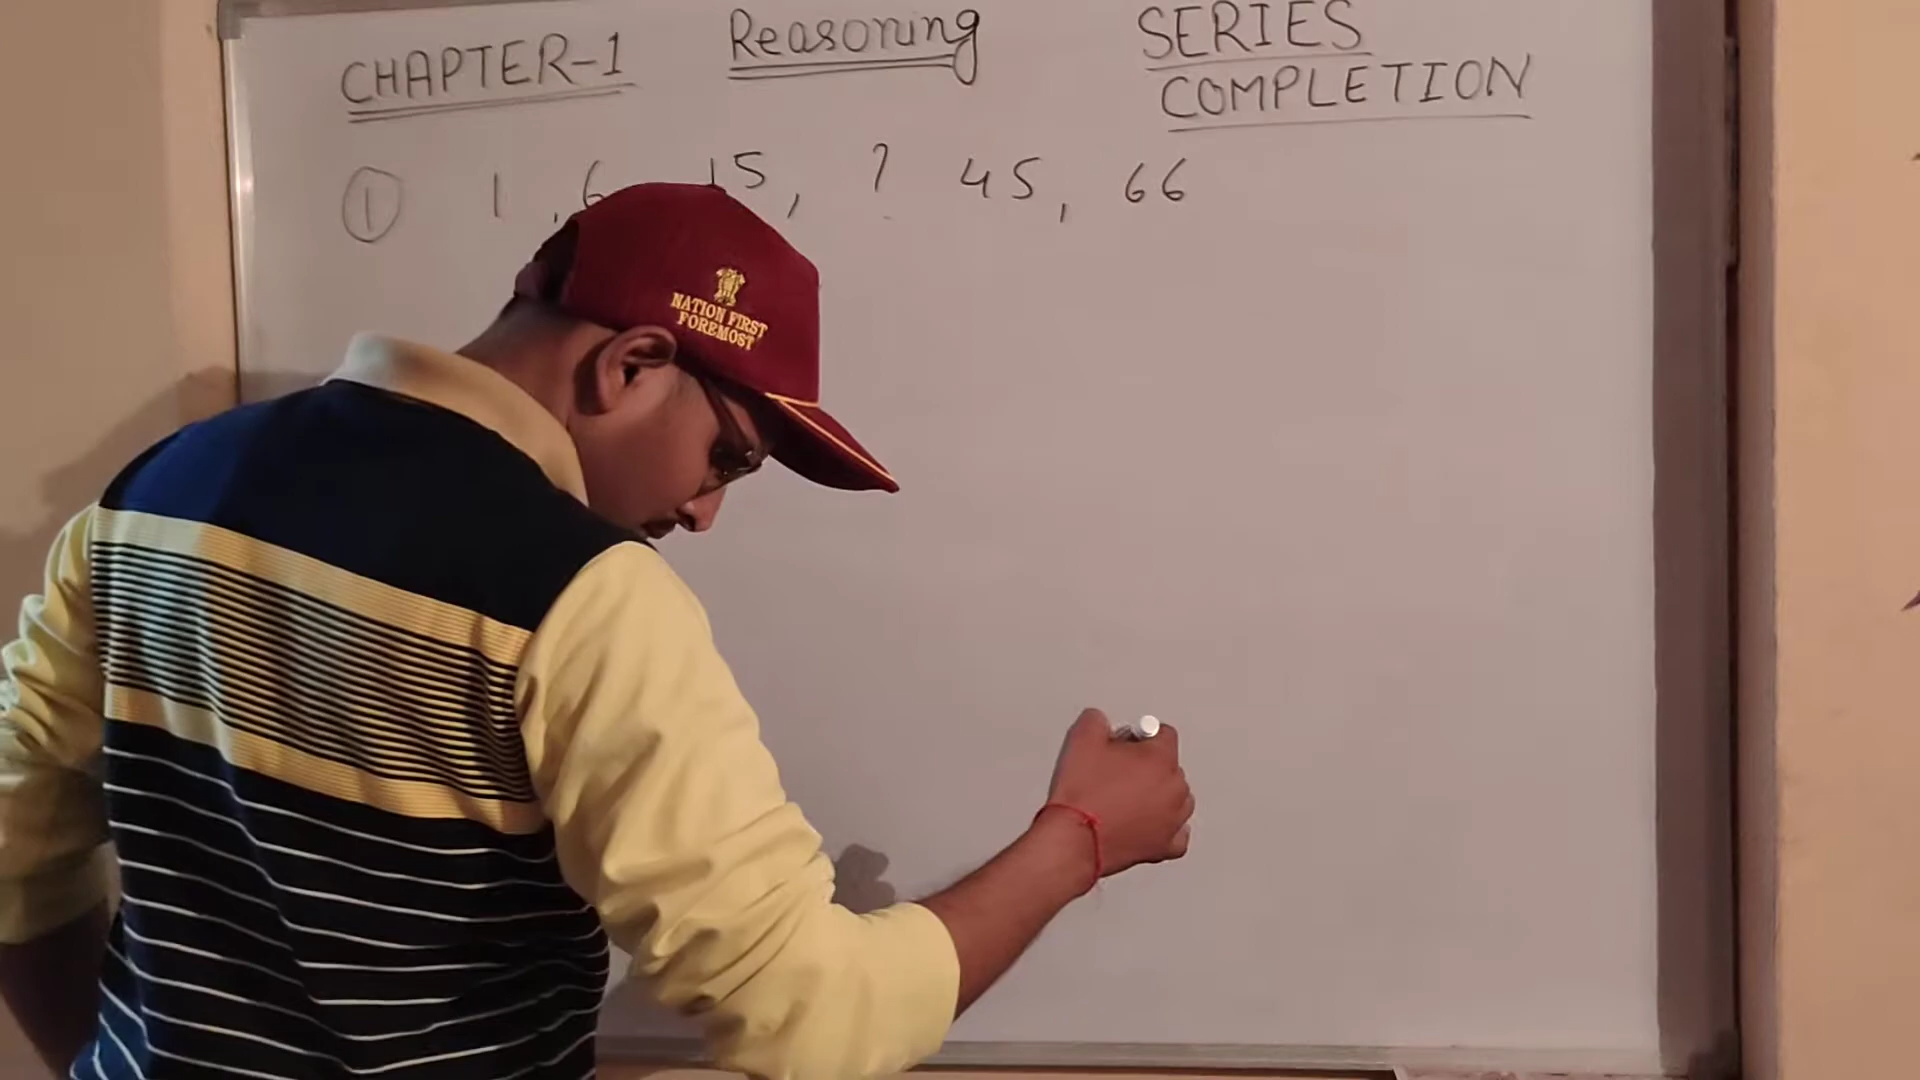 CHAPTER-1 Reasoning SERIES COMPLETION
① 1, 6 15, ? 45, 66
NATION FIRST
FOREMOST